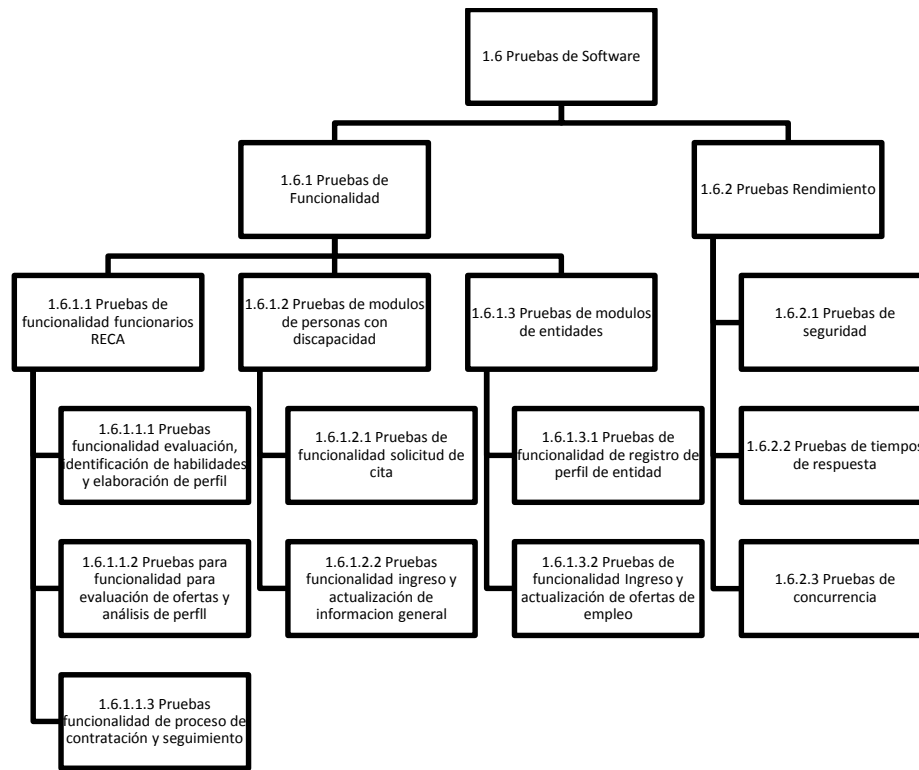 1.6 Pruebas de Software
1.6.1 Pruebas de
Funcionalidad
1.6.2 Pruebas Rendimiento
1.6.1.1 Pruebas de
funcionalidad funcionarios
RECA
1.6.1.2 Pruebas de modulos
de personas con
discapacidad
1.6.1.3 Pruebas de modulos
de entidades
1.6.2.1 Pruebas de
seguridad
1.6.1.1.1 Pruebas
funcionalidad evaluación,
identificación de habilidades
y elaboración de perfil
1.6.1.2.1 Pruebas de
funcionalidad solicitud de
cita
1.6.1.3.1 Pruebas de
funcionalidad de registro de
perfil de entidad
1.6.2.2 Pruebas de tiempos
de respuesta
1.6.1.1.2 Pruebas para
funcionalidad para
evaluación de ofertas y
análisis de perfll
1.6.1.2.2 Pruebas
funcionalidad ingreso y
actualización de
informacion general
1.6.1.3.2 Pruebas de
funcionalidad Ingreso y
actualización de ofertas de
empleo
1.6.2.3 Pruebas de
concurrencia
1.6.1.1.3 Pruebas
funcionalidad de proceso de
contratación y seguimiento